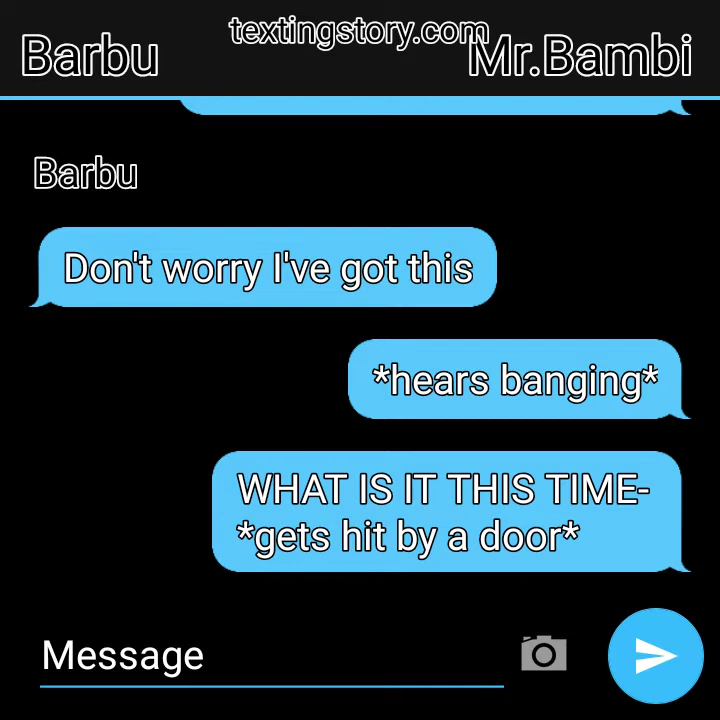 textingstory.com
Barbu
Mr.Bambi
Barbu
Don't worry I've got this
*hears banging*
WHAT IS IT THIS TIME-
*gets hit by a door*
Message